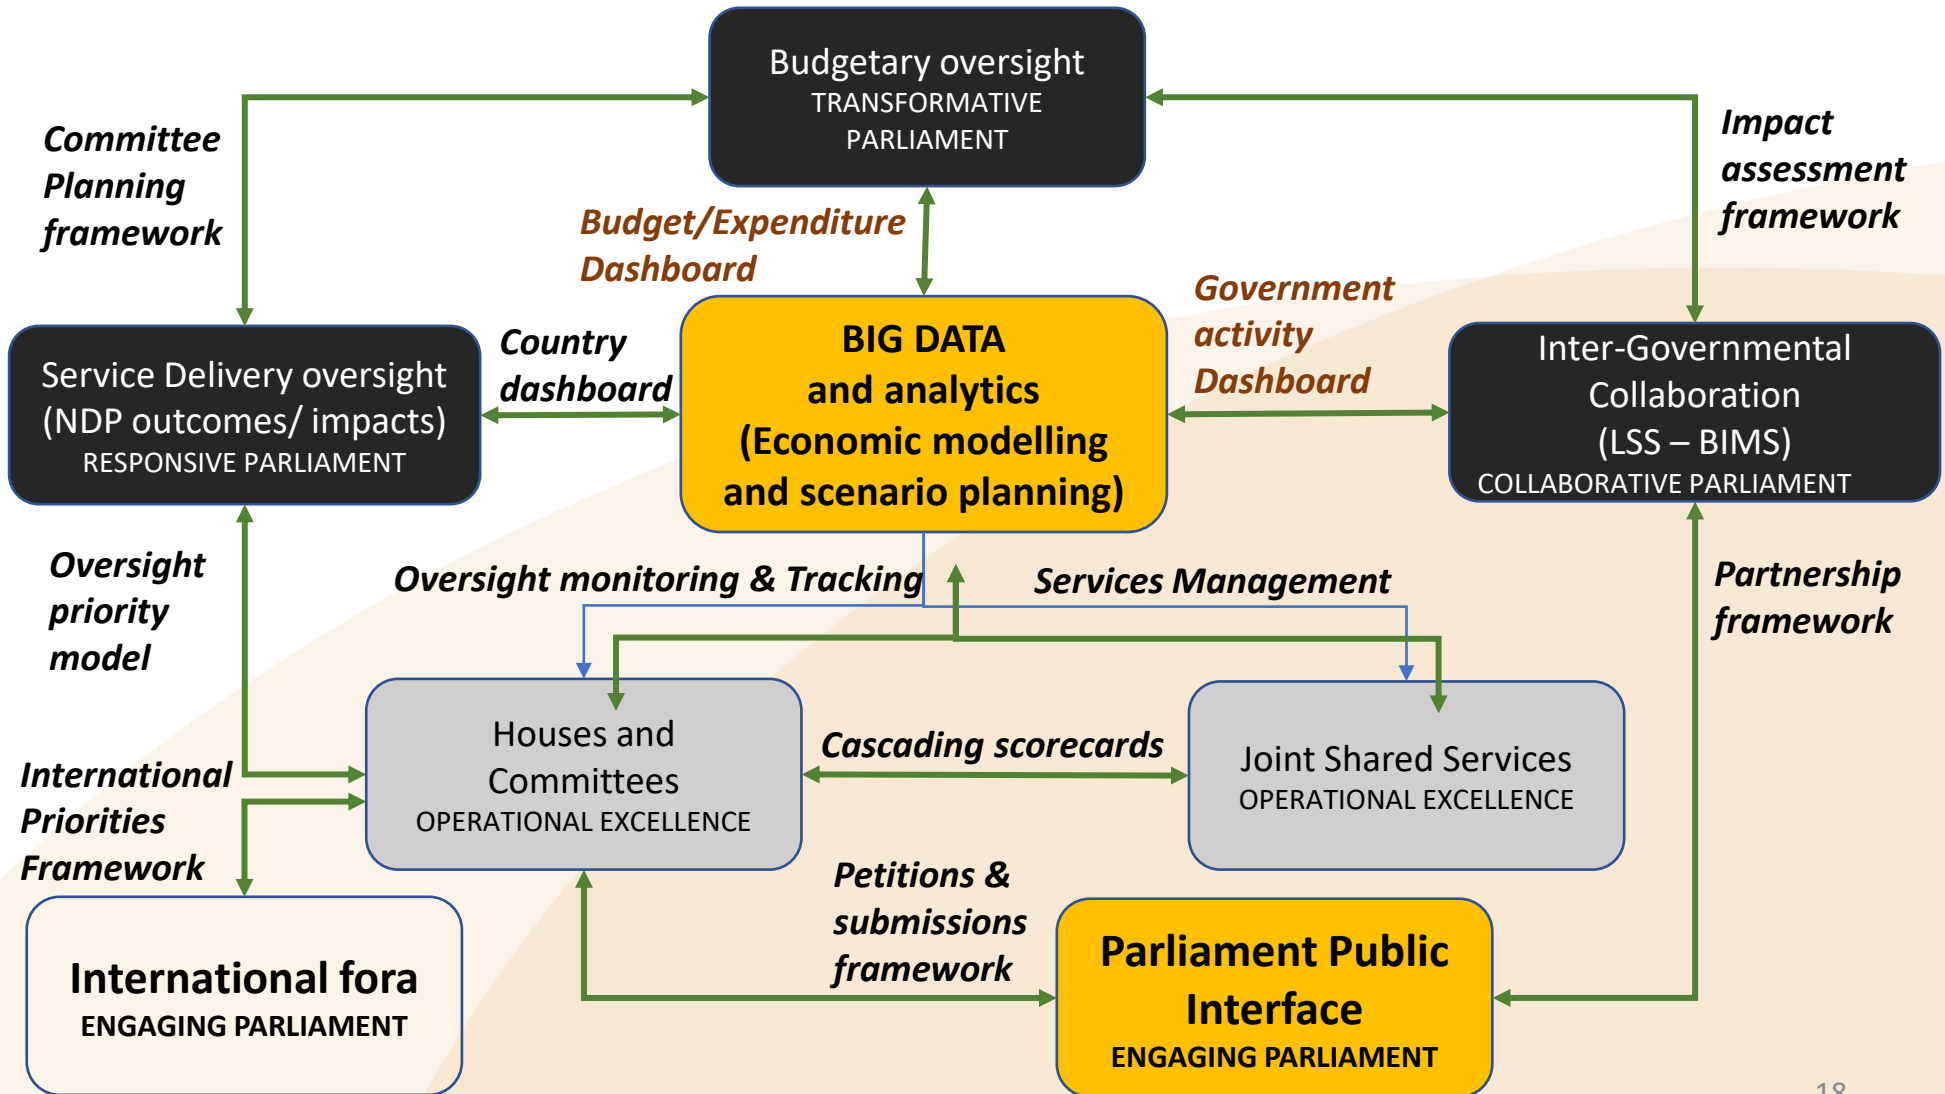 Budgetary oversight
TRANSFORMATIVE
PARLIAMENT
Committee
Planning
framework
Impact
assessment
framework
Budget/Expenditure
Dashboard
Government
activity
Dashboard
Country
dashboard
Service Delivery oversight
(NDP outcomes/ impacts)
RESPONSIVE PARLIAMENT
BIG DATA
and analytics
(Economic modelling
and scenario planning)
Inter-Governmental
Collaboration
(LSS – BIMS)
COLLABORATIVE PARLIAMENT
Oversight
priority
model
Oversight monitoring & Tracking
Services Management
Partnership
framework
Houses and
Committees
OPERATIONAL EXCELLENCE
Cascading scorecards
Joint Shared Services
OPERATIONAL EXCELLENCE
International
Priorities
Framework
Petitions &
submissions
framework
International fora
ENGAGING PARLIAMENT
Parliament Public
Interface
ENGAGING PARLIAMENT
18